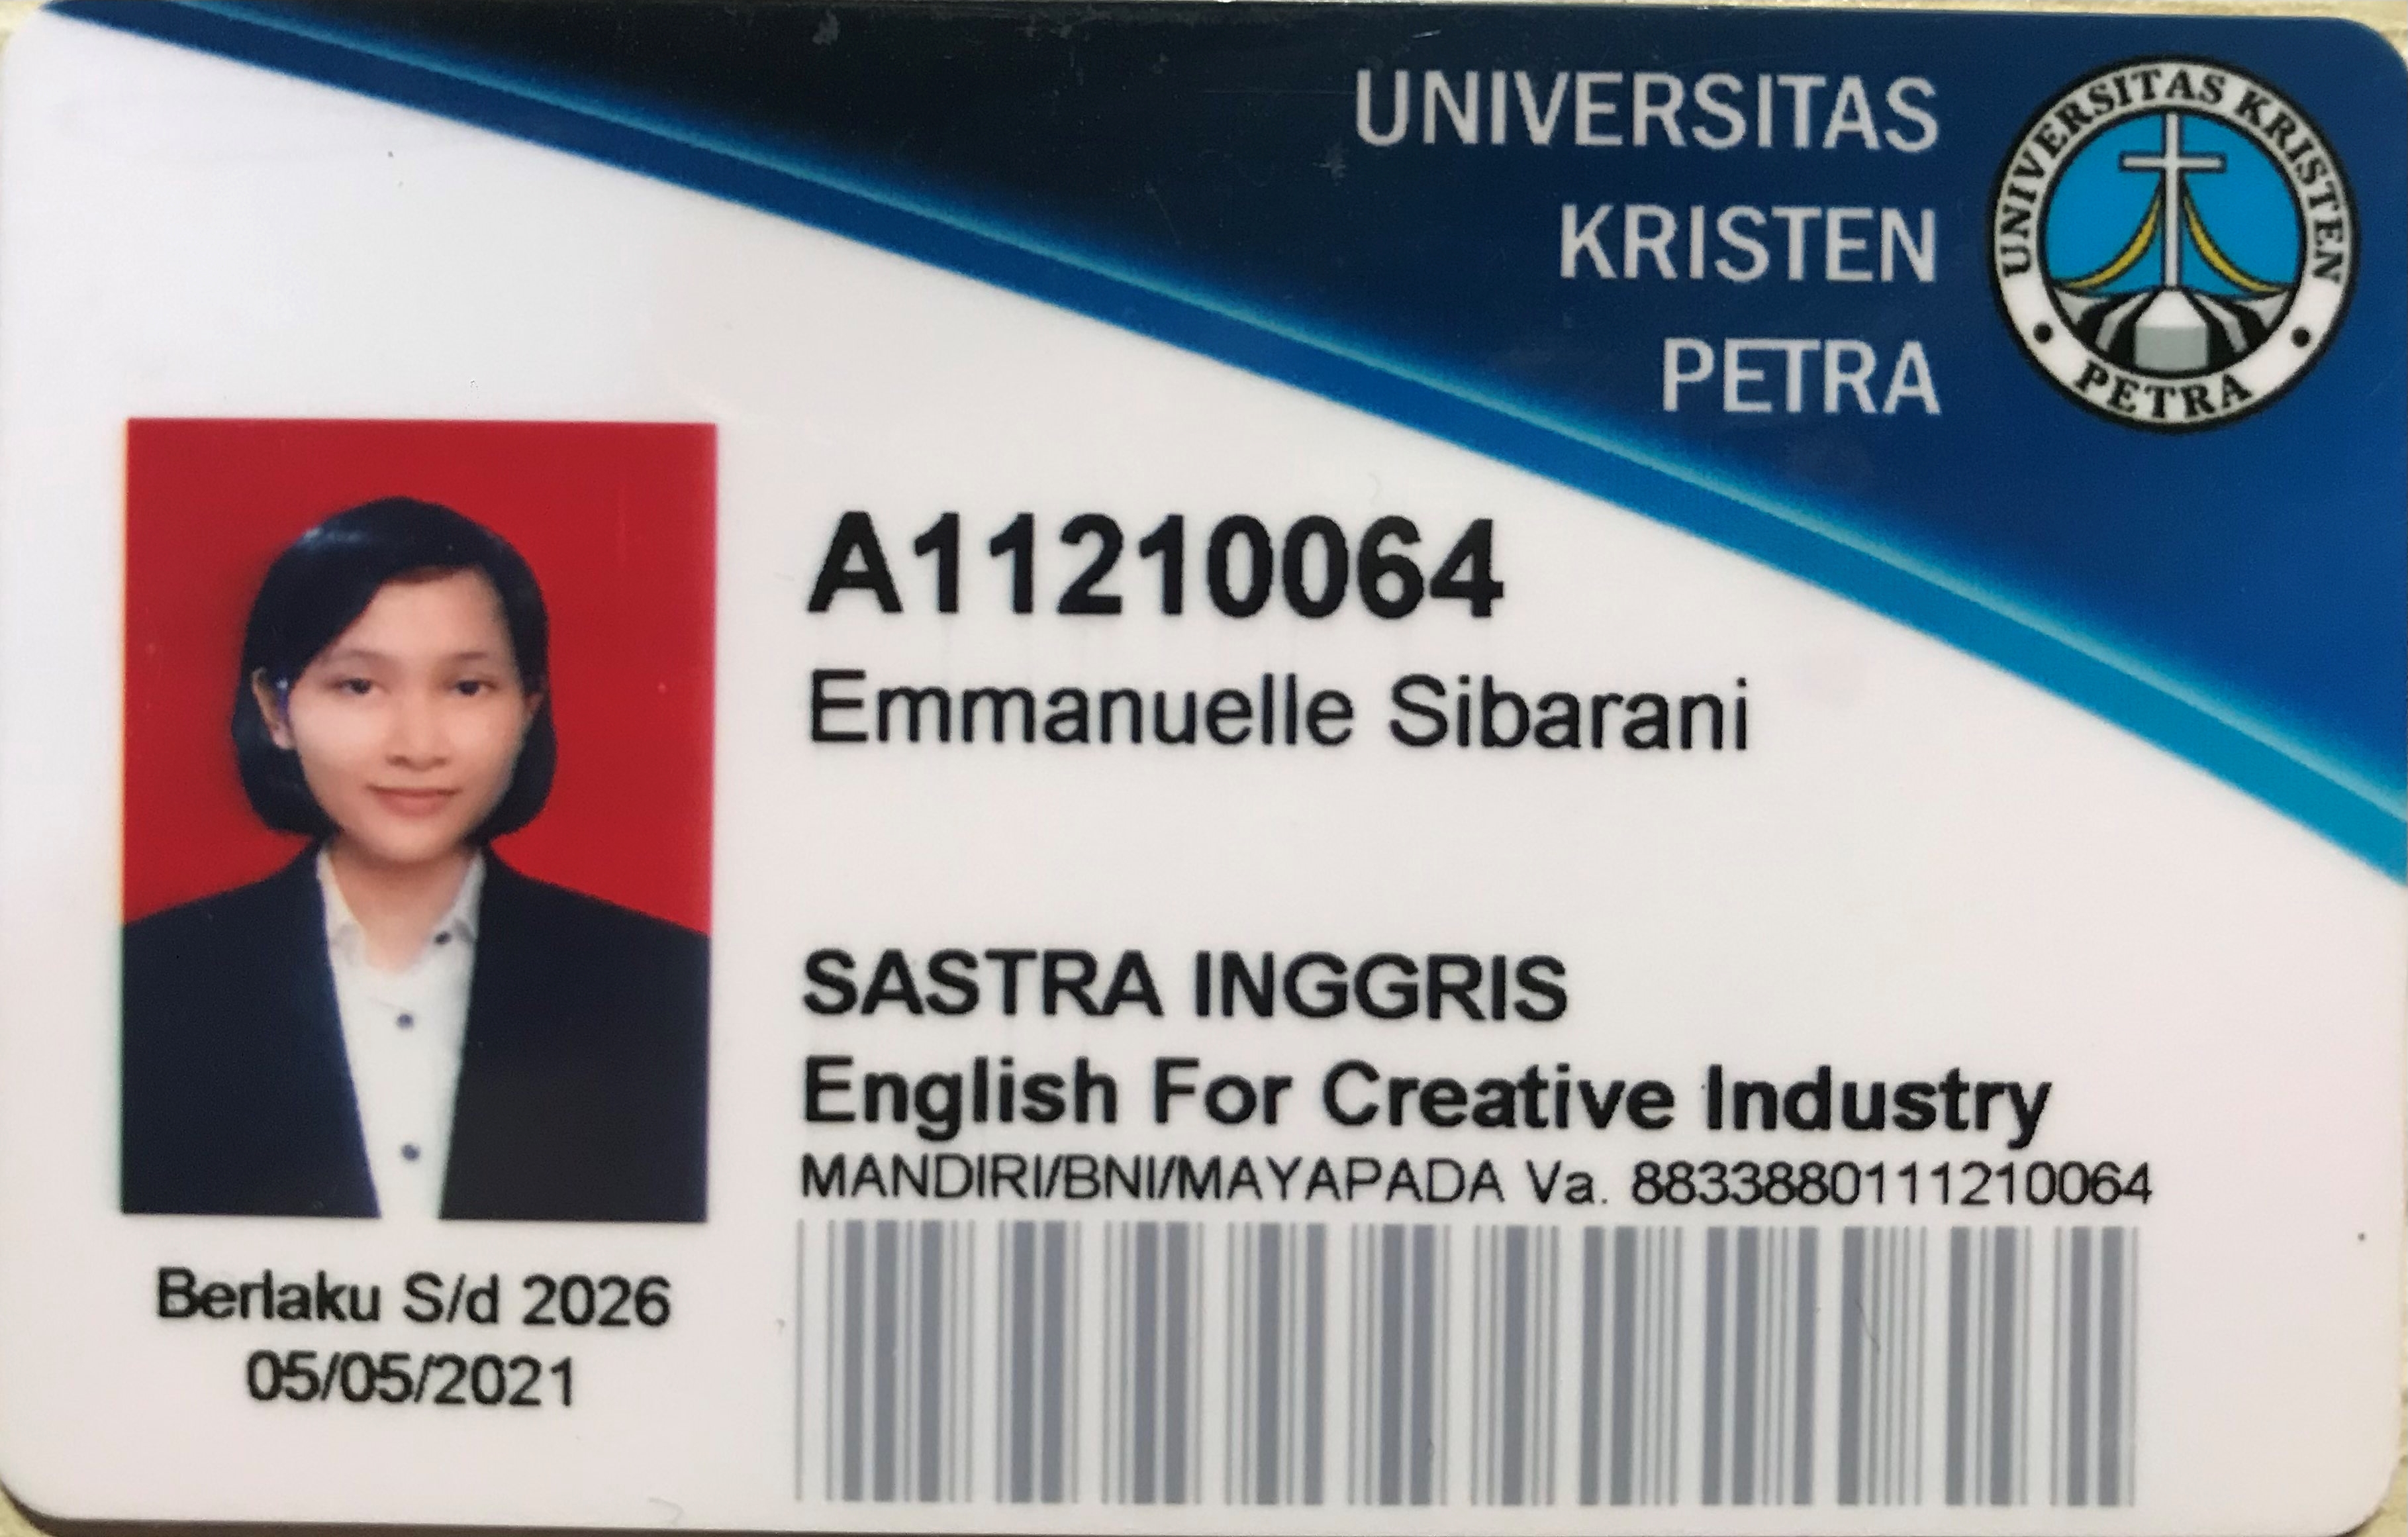 UNIVERSITAS
KRISTEN
PETRA
UNIVERSITAS KRISTEN
PETRA
A11210064
Emmanuelle Sibarani
SASTRA INGGRIS
English For Creative Industry
MANDIRI/BNI/MAYAPADA Va. 8833880111210064
Berlaku S/d 2026
05/05/2021